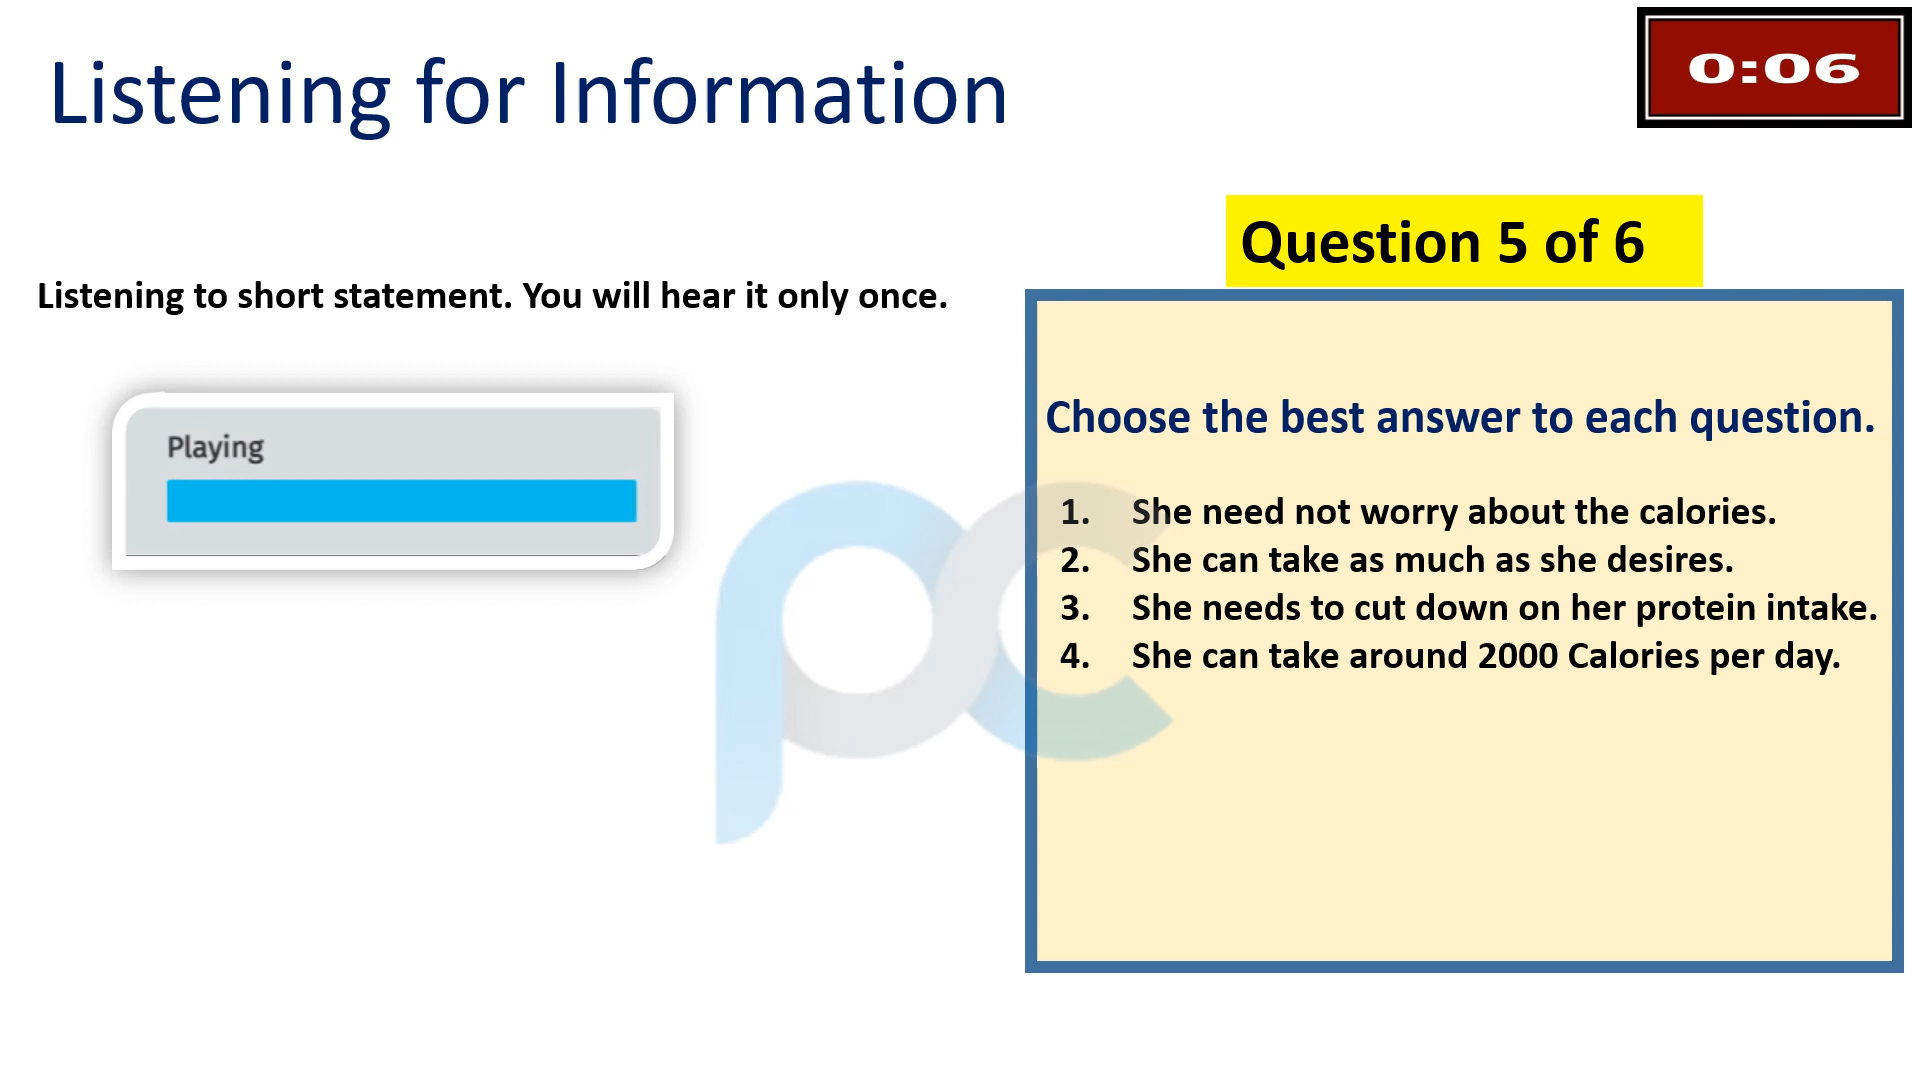 Listening for Information
0:06
Question 5 of 6
Listening to short statement. You will hear it only once.
Playing
Choose the best answer to each question.
1. She need not worry about the calories.
2. She can take as much as she desires.
3. She needs to cut down on her protein intake.
4. She can take around 2000 Calories per day.
pc